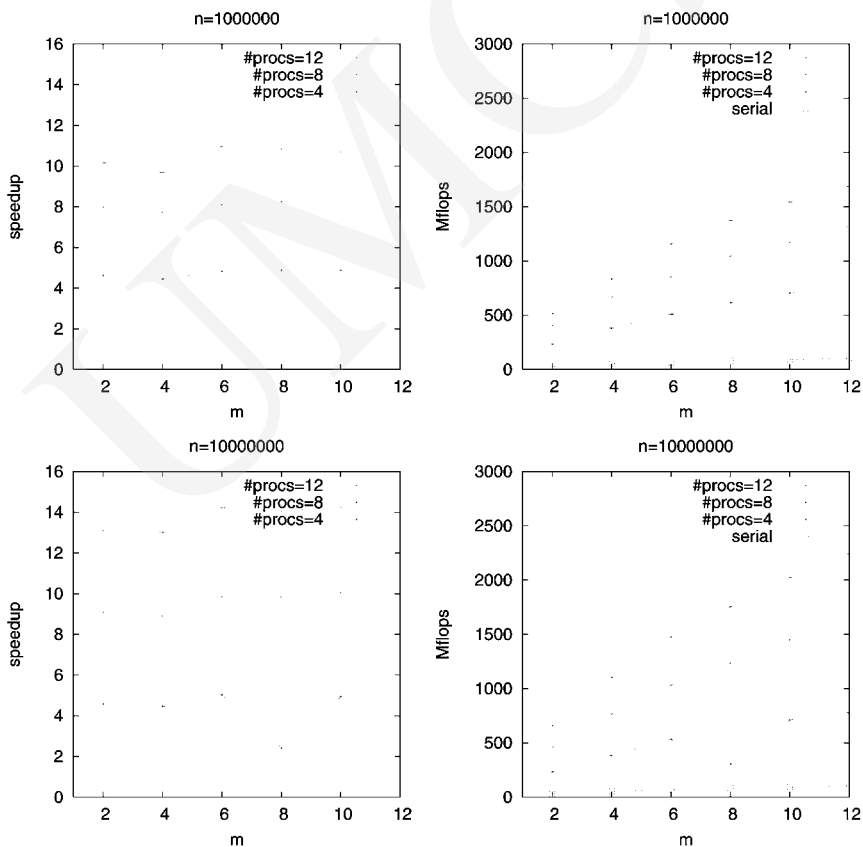 n=1000000
16
14
12
10
8
6
4
2
0
speedup
#procs=12
#procs=8
#procs=4
2 4 6 8 10 12
m
n=1000000
3000
2500
2000
1500
1000
500
0
Mflops
#procs=12
#procs=8
#procs=4
serial
2 4 6 8 10 12
m
n=10000000
16
14
12
10
8
6
4
2
0
speedup
#procs=12
#procs=8
#procs=4
2 4 6 8 10 12
m
n=10000000
3000
2500
2000
1500
1000
500
0
Mflops
#procs=12
#procs=8
#procs=4
serial
2 4 6 8 10 12
m
UMC